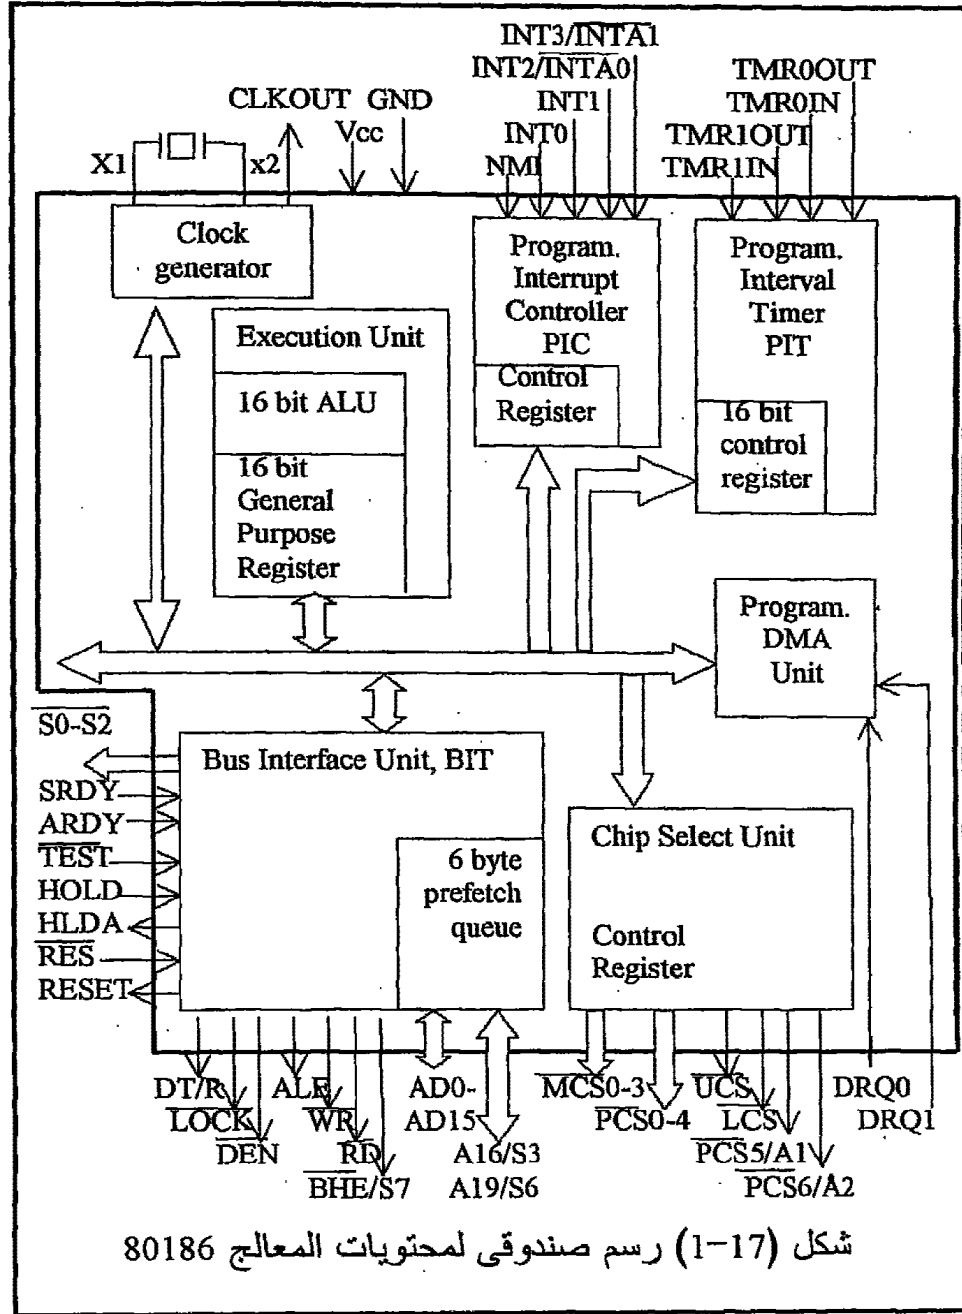 INT3/INTA1
INT2/INTA0
TMR0OUT
CLKOUT GND
INT1
TMR0IN
Vcc
INT0
TMR1OUT
X1
x2
NMI
TMR1IN
Clock
generator
Program.
Interrupt
Controller
PIC
Control
Register
Program.
Interval
Timer
PIT
16 bit
control
register
Execution Unit
16 bit ALU
16 bit
General
Purpose
Register
Program.
DMA
Unit
S0-S2
SRDY
ARDY
TEST
HOLD
HLDA
RES
RESET
Bus Interface Unit, BIT
6 byte
prefetch
queue
Chip Select Unit
Control
Register
DT/R
LOCK
DEN
ALE
WR
RD
BHE/S7
AD0-
AD15
A16/S3
A19/S6
MCS0-3
PCS0-4
UCS
LCS
PCS5/A1
PCS6/A2
DRQ0
DRQ1
شكل (17-1) رسم صندوقى لمحتويات المعالج 80186